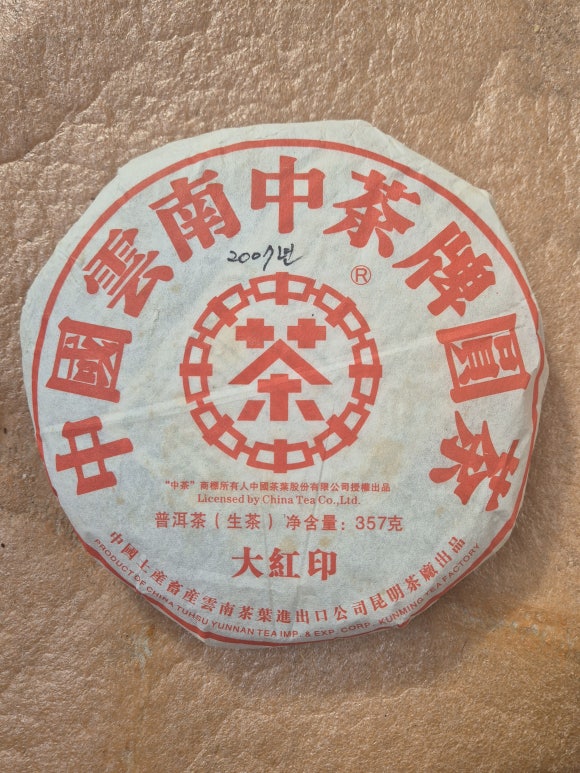 中國雲南中茶牌圓茶
2007년
®
茶
"中茶"商標所有人中國茶葉股份有限公司授權出品
Licensed by China Tea Co.,Ltd.
普洱茶(生茶)净含量:357克
大紅印
中國土産畜産雲南茶葉進出口公司昆明茶廠出品
PRODUCT OF CHINA TUHSU YUNNAN TEA IMP. & EXP. CORP. KUNMING TEA FACTORY